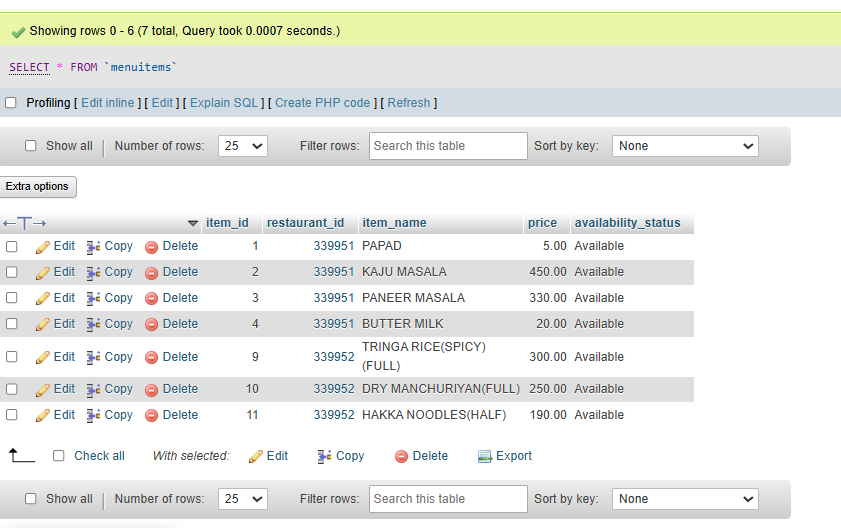 Showing rows 0 - 6 (7 total, Query took 0.0007 seconds.)
SELECT * FROM `menuitems`
Profiling [ Edit inline ] [ Edit ] [ Explain SQL ] [ Create PHP code ] [ Refresh ]
Show all Number of rows: 25 Filter rows: Search this table Sort by key: None
Extra options
item_id restaurant_id item_name price availability_status
Edit Copy Delete 1 339951 PAPAD 5.00 Available
Edit Copy Delete 2 339951 KAJU MASALA 450.00 Available
Edit Copy Delete 3 339951 PANEER MASALA 330.00 Available
Edit Copy Delete 4 339951 BUTTER MILK 20.00 Available
Edit Copy Delete 9 339952 TRINGA RICE(SPICY) 300.00 Available
(FULL)
Edit Copy Delete 10 339952 DRY MANCHURIYAN(FULL) 250.00 Available
Edit Copy Delete 11 339952 HAKKA NOODLES(HALF) 190.00 Available
Check all With selected: Edit Copy Delete Export
Show all Number of rows: 25 Filter rows: Search this table Sort by key: None